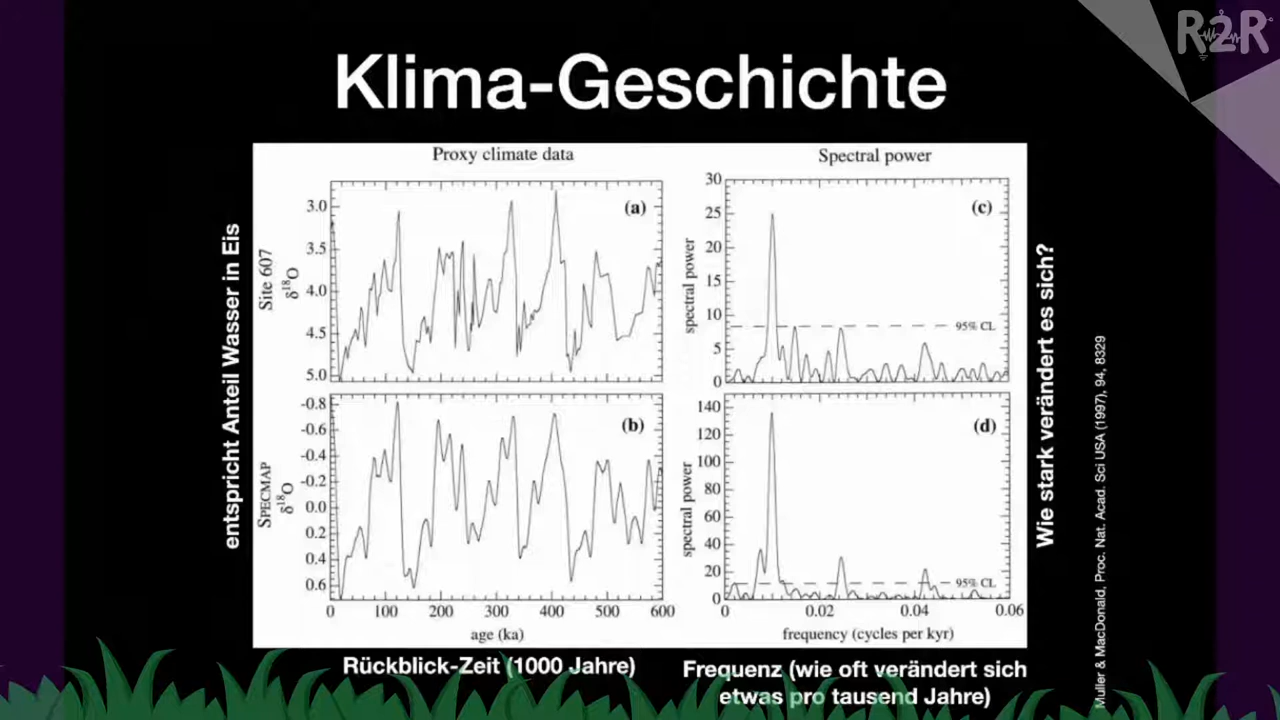 R2R
Klima-Geschichte
Proxy climate data
Spectral power
entspricht Anteil Wasser in Eis
Site 607
δ¹⁸O
3.0
3.5
4.0
4.5
5.0
(a)
spectral power
30
25
20
15
10
5
0
(c)
95% CL
Wie stark verändert es sich?
SPECMAP
δ¹⁸O
-0.8
-0.6
-0.4
-0.2
0.0
0.2
0.4
0.6
(b)
0 100 200 300 400 500 600
age (ka)
spectral power
140
120
100
80
60
40
20
0
(d)
95% CL
0 0.02 0.04 0.06
frequency (cycles per kyr)
Muller & MacDonald, Proc. Nat. Acad. Sci USA (1997), 94, 8329
Rückblick-Zeit (1000 Jahre)
Frequenz (wie oft verändert sich
etwas pro tausend Jahre)